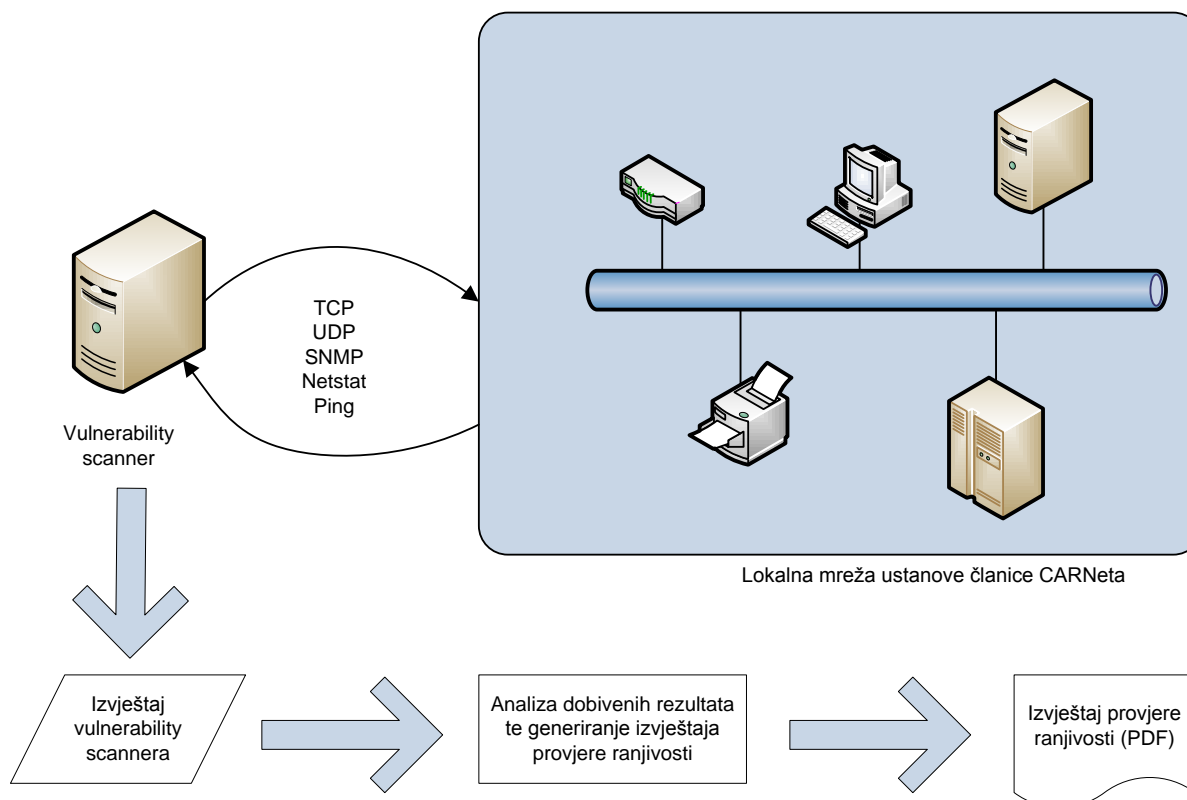 TCP
UDP
SNMP
Netstat
Ping
Vulnerability
scanner
Lokalna mreža ustanove članice CARNeta
Izvještaj
vulnerability
scannera
Analiza dobivenih rezultata
te generiranje izvještaja
provjere ranjivosti
Izvještaj provjere
ranjivosti (PDF)